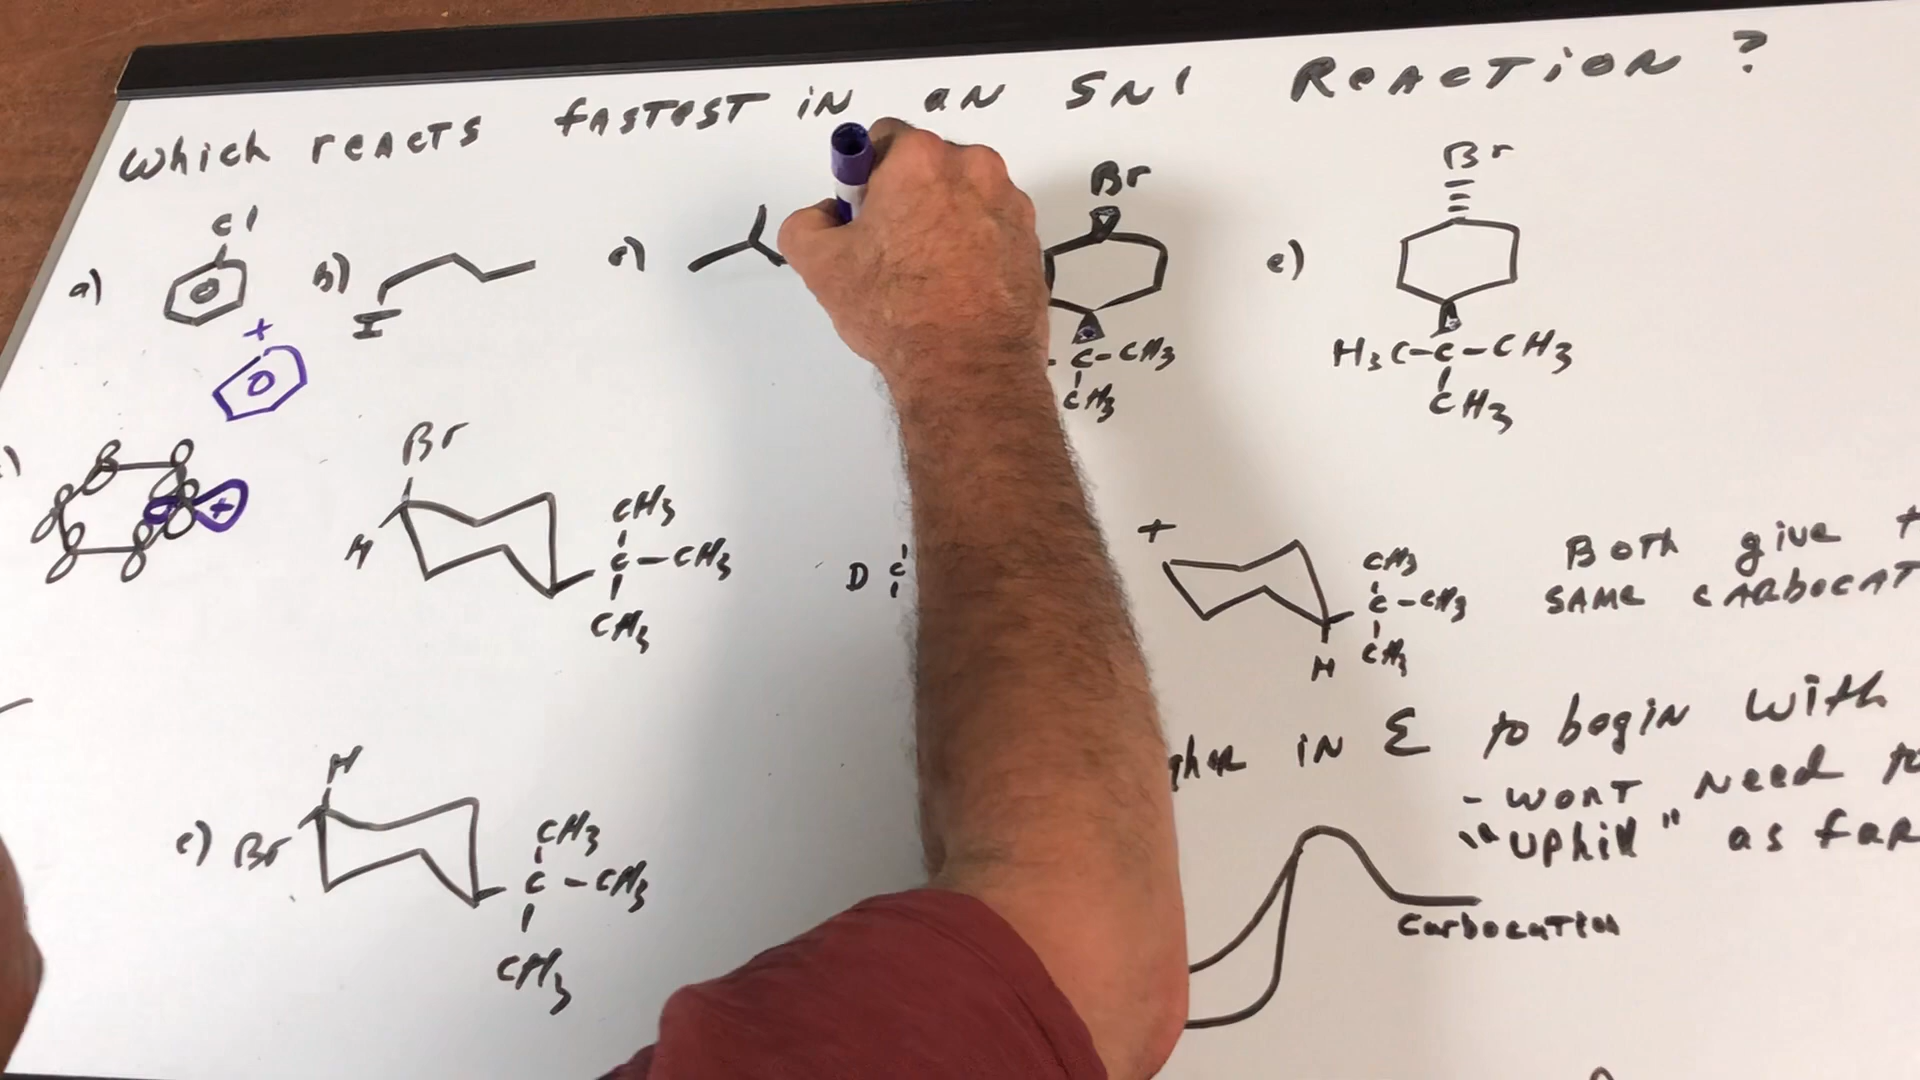 Which reacts fastest in an SN1 Reaction?
a) Cl
b) I
c)
Br
C-CH3
CH3
e) Br
H3C-C-CH3
CH3
+
+
Br
H
CH3
C-CH3
CH3
D C
+
CH3
C-CH3
CH3
H
Both give
same
in E to begin with
- wont need to
"uphill" as far
e) Br
H
CH3
C-CH3
CH3
Carbocation